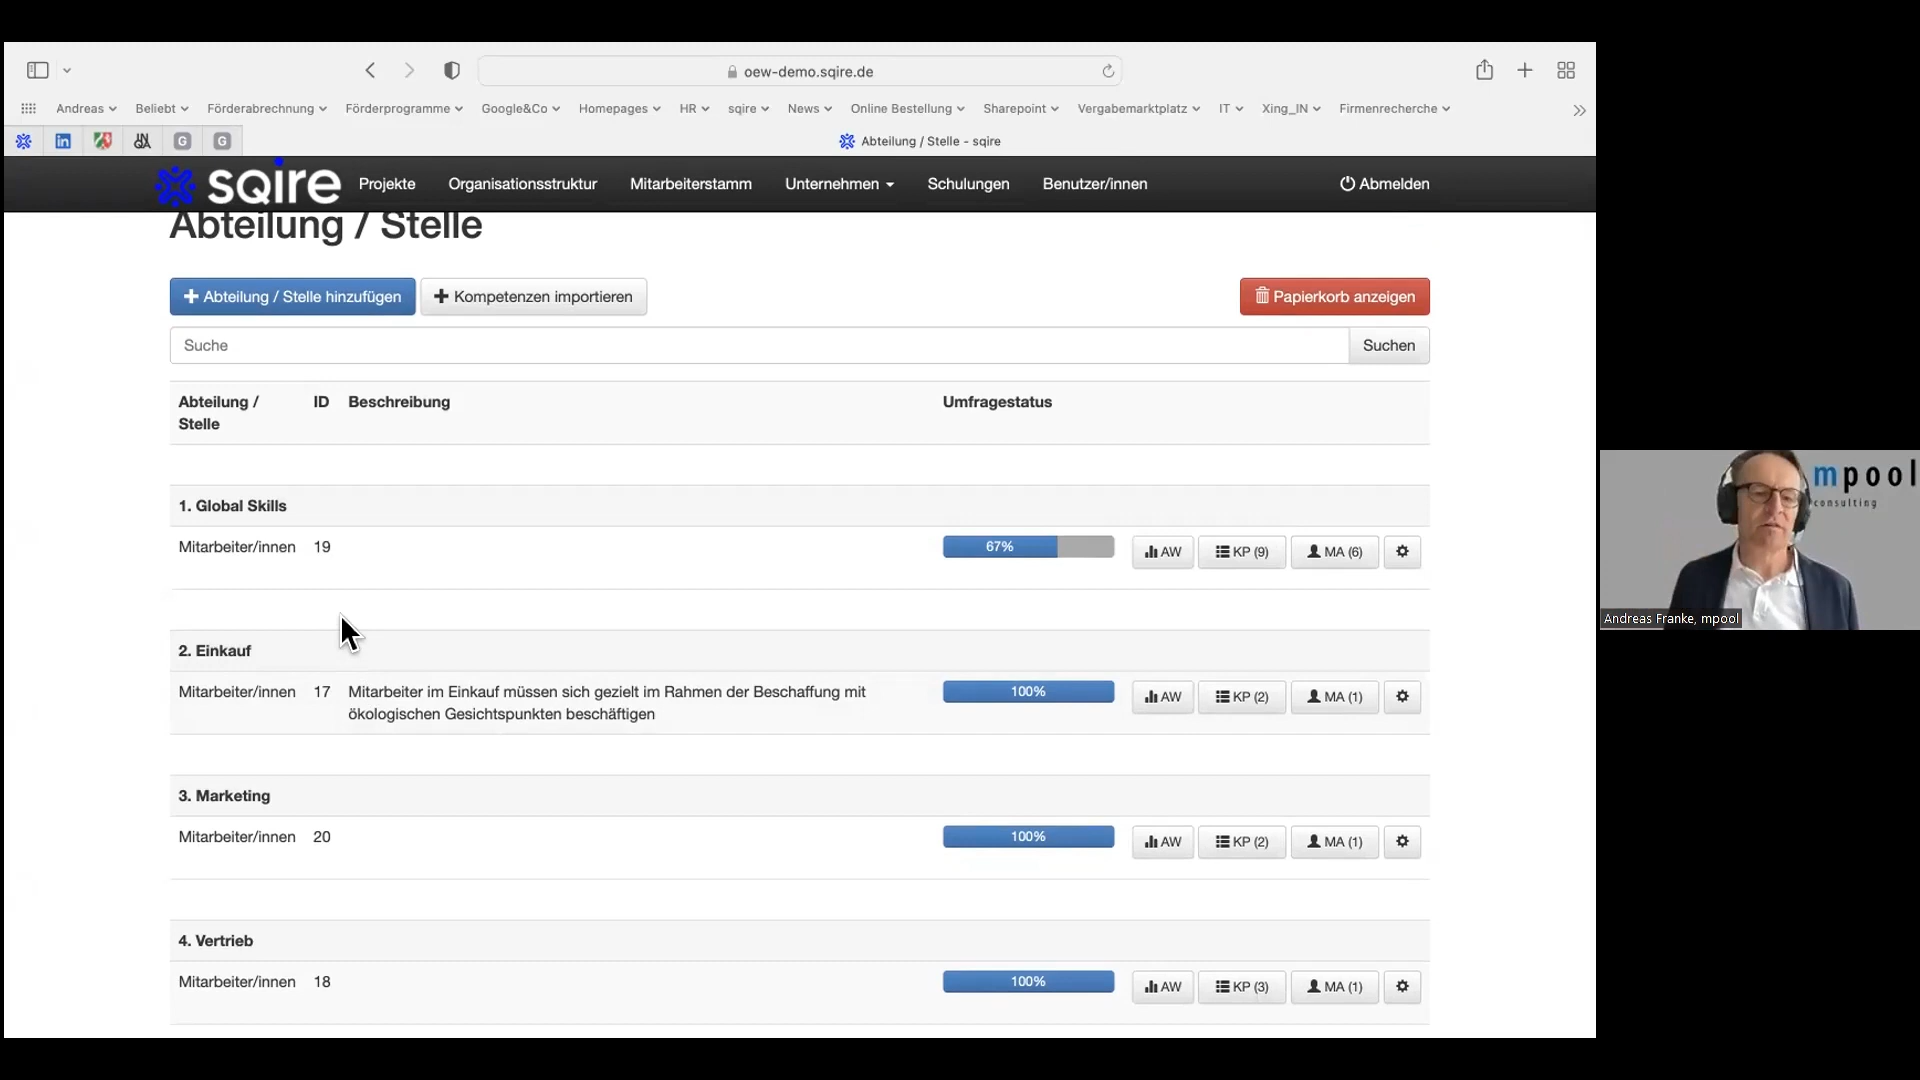 oew-demo.sqire.de
Andreas Beliebt Förderabrechnung Förderprogramme Google&Co Homepages HR sqire News Online Bestellung Sharepoint Vergabemarktplatz IT Xing_IN Firmenrecherche
in G G Abteilung / Stelle - sqire
sqire Projekte Organisationsstruktur Mitarbeiterstamm Unternehmen Schulungen Benutzer/innen Abmelden
Abteilung / Stelle
Abteilung / Stelle hinzufügen Kompetenzen importieren Papierkorb anzeigen
Suche Suchen
Abteilung / ID Beschreibung Umfragestatus
Stelle
1. Global Skills
Mitarbeiter/innen 19 67% AW KP (9) MA (6)
2. Einkauf
Mitarbeiter/innen 17 Mitarbeiter im Einkauf müssen sich gezielt im Rahmen der Beschaffung mit 100% AW KP (2) MA (1)
ökologischen Gesichtspunkten beschäftigen
3. Marketing
Mitarbeiter/innen 20 100% AW KP (2) MA (1)
4. Vertrieb
Mitarbeiter/innen 18 100% AW KP (3) MA (1)
mpool
consulting
Andreas Franke, mpool